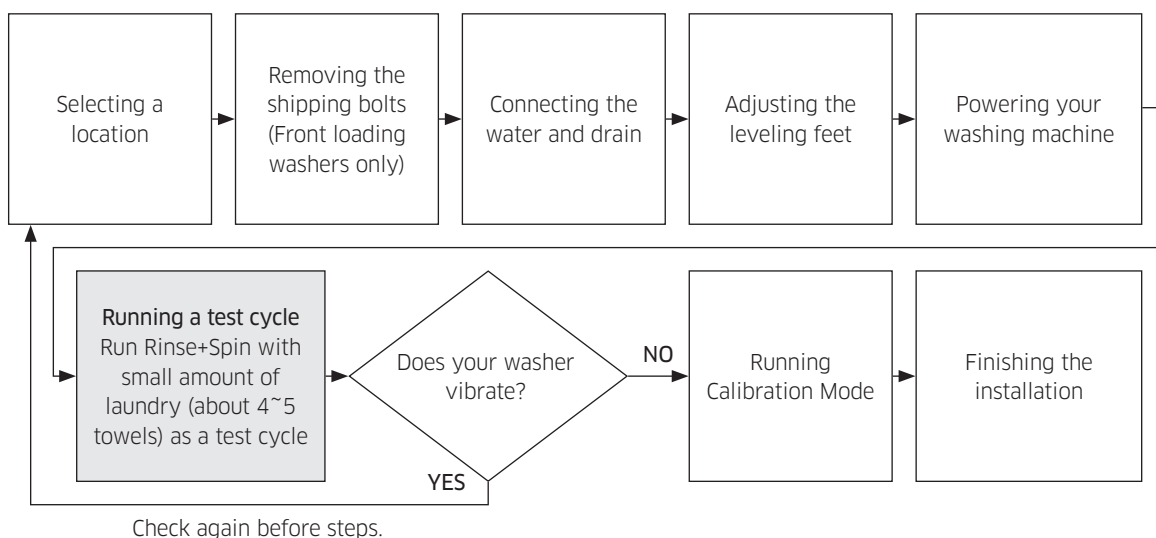 Selecting a
location
Removing the
shipping bolts
(Front loading
washers only)
Connecting the
water and drain
Adjusting the
leveling feet
Powering your
washing machine
Running a test cycle
Run Rinse+Spin with
small amount of
laundry (about 4~5
towels) as a test cycle
Does your washer
vibrate?
NO
YES
Running
Calibration Mode
Finishing the
installation
Check again before steps.